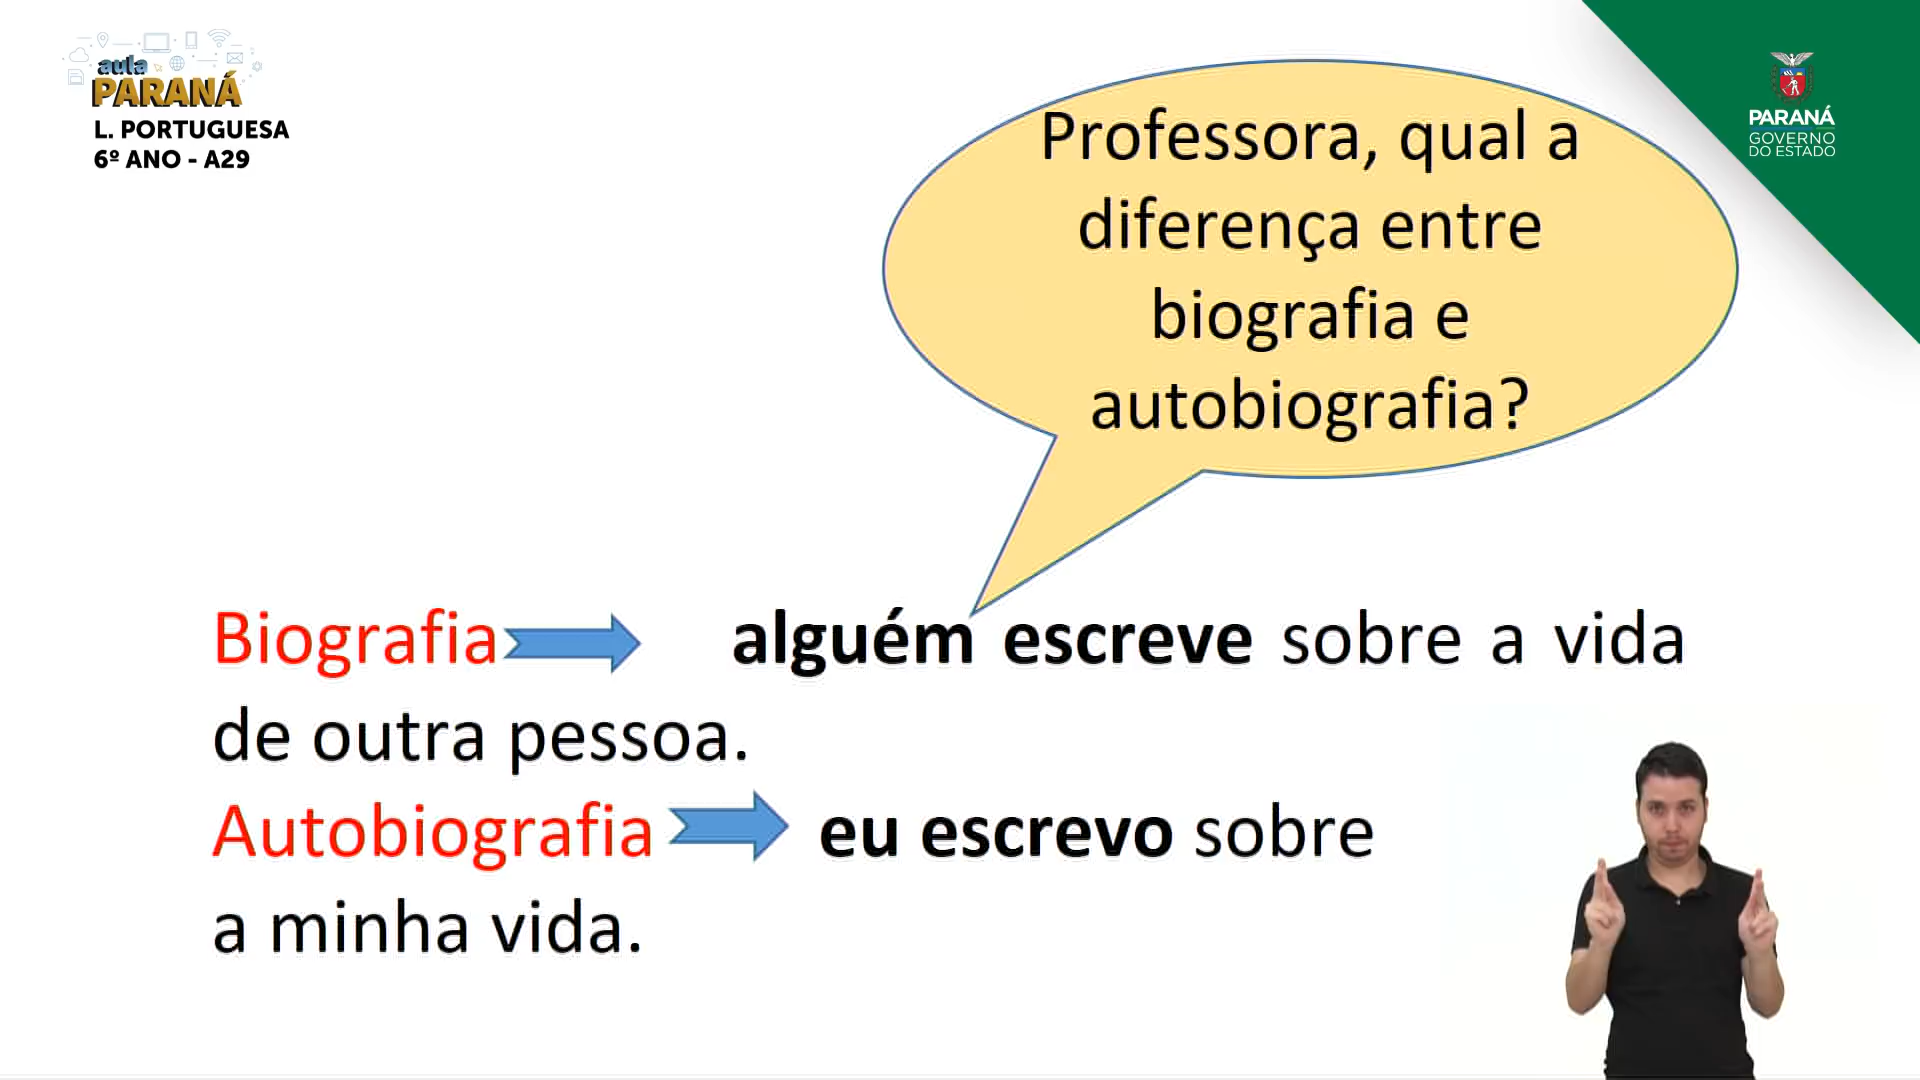 aula
PARANÁ
L. PORTUGUESA
6º ANO - A29
PARANÁ
GOVERNO
DO ESTADO
Professora, qual a
diferença entre
biografia e
autobiografia?
Biografia alguém escreve sobre a vida
de outra pessoa.
Autobiografia eu escrevo sobre
a minha vida.